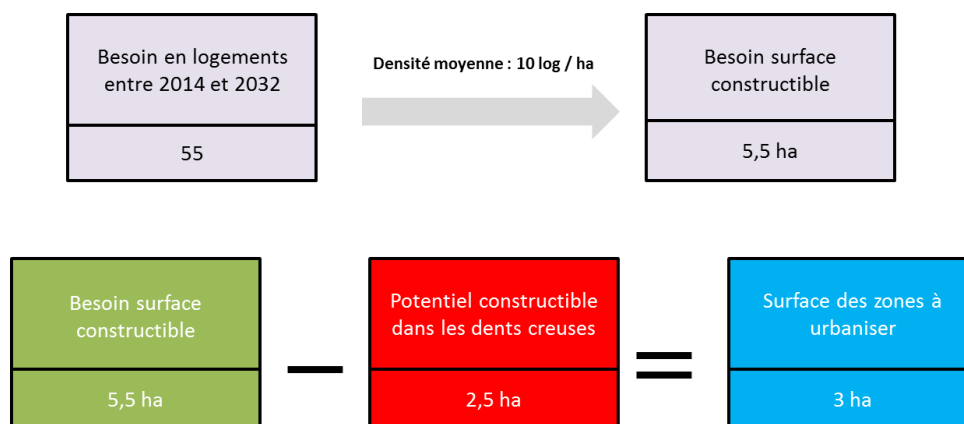 Besoin en logements
entre 2014 et 2032
55
Densité moyenne : 10 log / ha
Besoin surface
constructible
5,5 ha
Besoin surface
constructible
5,5 ha
—
Potentiel constructible
dans les dents creuses
2,5 ha
=
Surface des zones à
urbaniser
3 ha